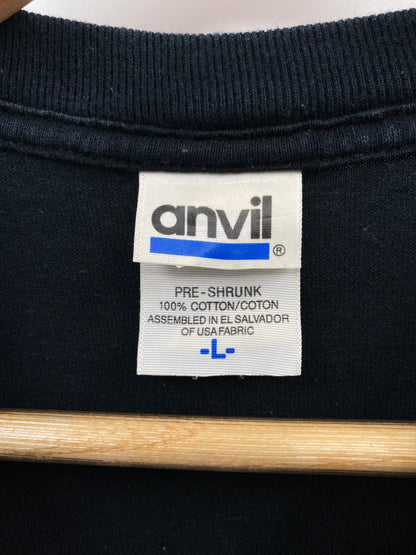 anvil®
PRE-SHRUNK
100% COTTON/COTON
ASSEMBLED IN EL SALVADOR
OF USA FABRIC
-L-